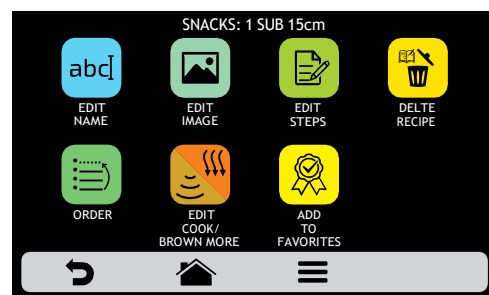 SNACKS: 1 SUB 15cm
abc
EDIT
NAME
EDIT
IMAGE
EDIT
STEPS
DELTE
RECIPE
ORDER
EDIT
COOK/
BROWN MORE
ADD
TO
FAVORITES